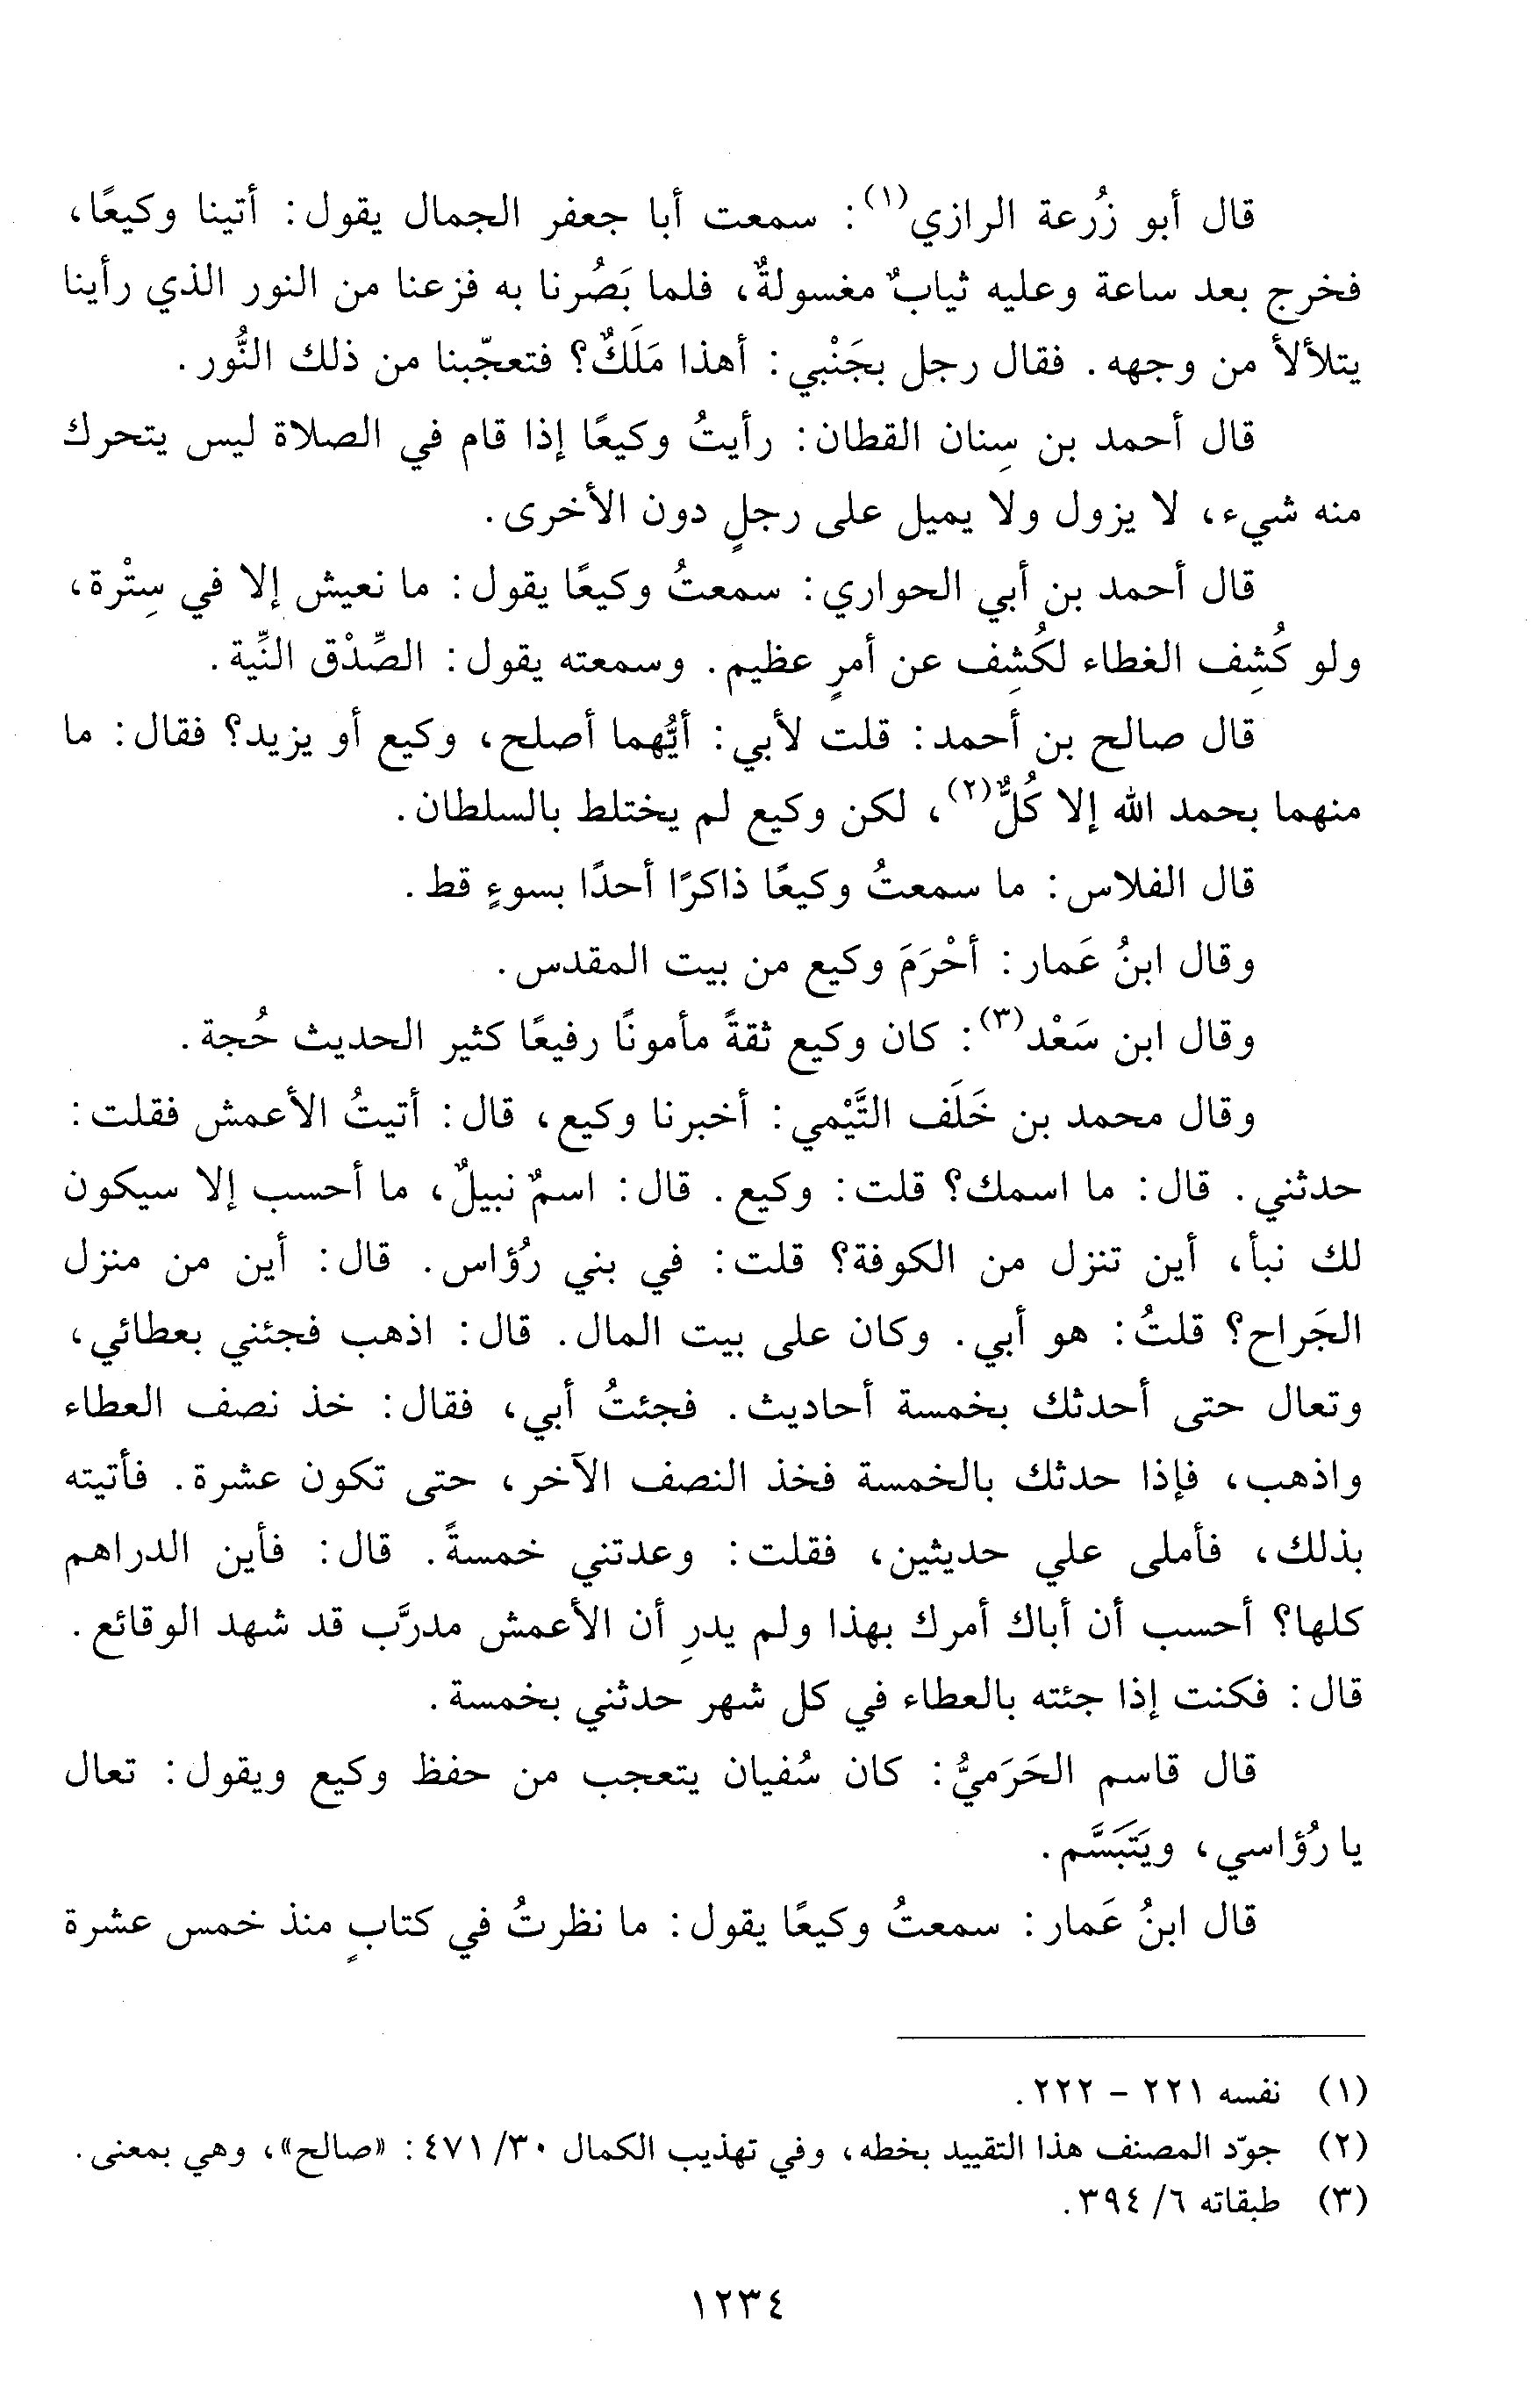 قال أبو زُرعة الرازي(١): سمعت أبا جعفر الجمال يقول: أتينا وكيعًا،
فخرج بعد ساعة وعليه ثيابٌ مغسولةٌ، فلما بَصُرنا به فزعنا من النور الذي رأينا
يتلألأ من وجهه. فقال رجل بجَنْبي: أهذا مَلَكٌ؟ فتعجّبنا من ذلك النُّور.
قال أحمد بن سِنان القطان: رأيتُ وكيعًا إذا قام في الصلاة ليس يتحرك
منه شيء، لا يزول ولا يميل على رجلٍ دون الأخرى.
قال أحمد بن أبي الحواري: سمعتُ وكيعًا يقول: ما نعيش إلا في سِتْرة،
ولو كُشِف الغطاء لكُشِف عن أمرٍ عظيم. وسمعته يقول: الصِّدْق النِّية.
قال صالح بن أحمد: قلت لأبي: أيُّهما أصلح، وكيع أو يزيد؟ فقال: ما
منهما بحمد الله إلا كُلٌّ(٢)، لكن وكيع لم يختلط بالسلطان.
قال الفلاس: ما سمعتُ وكيعًا ذاكرًا أحدًا بسوءٍ قط.
وقال ابنُ عَمار: أحْرَمَ وكيع من بيت المقدس.
وقال ابن سَعْد(٣): كان وكيع ثقةً مأمونًا رفيعًا كثير الحديث حُجة.
وقال محمد بن خَلَف التَّيْمي: أخبرنا وكيع، قال: أتيتُ الأعمش فقلت:
حدثني. قال: ما اسمك؟ قلت: وكيع. قال: اسمٌ نبيلٌ، ما أحسب إلا سيكون
لك نبأ، أين تنزل من الكوفة؟ قلت: في بني رُؤاس. قال: أين من منزل
الجَراح؟ قلتُ: هو أبي. وكان على بيت المال. قال: اذهب فجئني بعطائي،
وتعال حتى أحدثك بخمسة أحاديث. فجئتُ أبي، فقال: خذ نصف العطاء
واذهب، فإذا حدثك بالخمسة فخذ النصف الآخر، حتى تكون عشرة. فأتيته
بذلك، فأملى علي حديثين، فقلت: وعدتني خمسةً. قال: فأين الدراهم
كلها؟ أحسب أن أباك أمرك بهذا ولم يدرِ أن الأعمش مدرَّب قد شهد الوقائع.
قال: فكنت إذا جئته بالعطاء في كل شهر حدثني بخمسة.
قال قاسم الحَرَميُّ: كان سُفيان يتعجب من حفظ وكيع ويقول: تعال
يا رُؤاسي، ويَتَبَسَّم.
قال ابنُ عَمار: سمعتُ وكيعًا يقول: ما نظرتُ في كتابٍ منذ خمس عشرة
(١) نفسه ٢٢١ - ٢٢٢.
(٢) جوّد المصنف هذا التقييد بخطه، وفي تهذيب الكمال ٣٠/ ٤٧١: «صالح»، وهي بمعنى.
(٣) طبقاته ٦/ ٣٩٤.
١٢٣٤